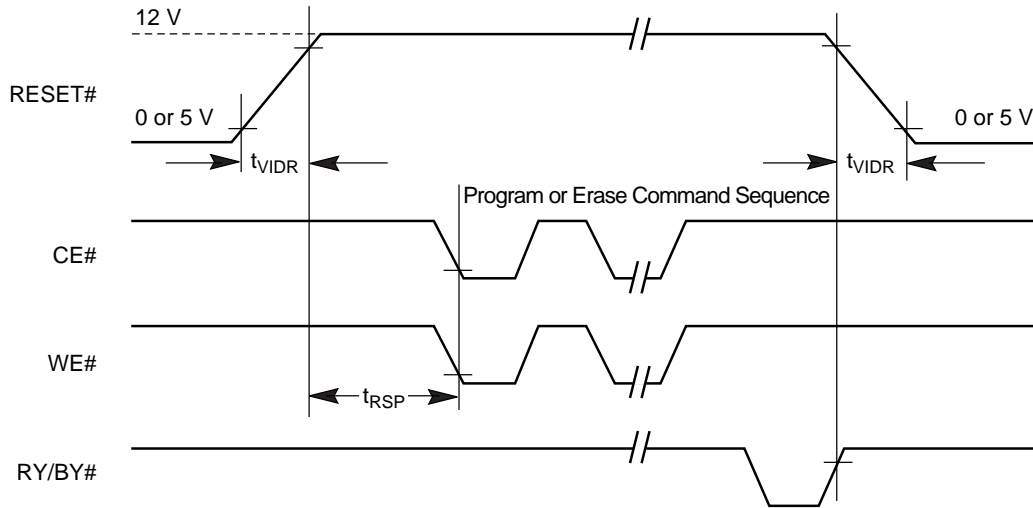 12 V
RESET#
0 or 5 V
0 or 5 V
tVIDR
tVIDR
Program or Erase Command Sequence
CE#
WE#
tRSP
RY/BY#